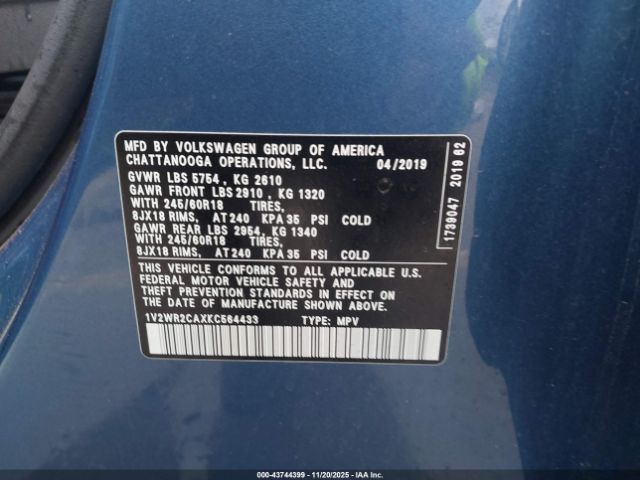 MFD BY VOLKSWAGEN GROUP OF AMERICA
CHATTANOOGA OPERATIONS, LLC. 04/2019
GVWR LBS 5754 , KG 2610
GAWR FRONT LBS 2910 , KG 1320
WITH 245/60R18 TIRES,
8JX18 RIMS, AT 240 KPA 35 PSI COLD
GAWR REAR LBS 2954, KG 1340
WITH 245/60R18 TIRES,
8JX18 RIMS, AT 240 KPA 35 PSI COLD
THIS VEHICLE CONFORMS TO ALL APPLICABLE U.S.
FEDERAL MOTOR VEHICLE SAFETY AND
THEFT PREVENTION STANDARDS IN EFFECT ON
THE DATE OF MANUFACTURE SHOWN ABOVE.
1V2WR2CAXKC564433 TYPE: MPV
1739047 2019 62
000-43744399 - 11/20/2025 - IAAI.COM